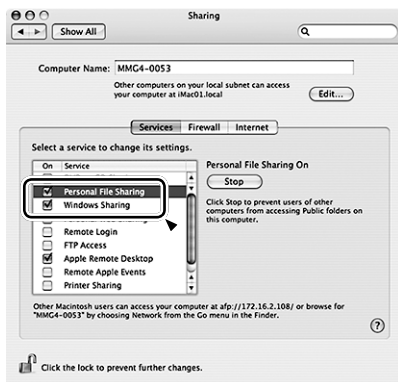 Sharing
Show All
Computer Name: MMG4-0053
Other computers on your local subnet can access
your computer at iMac01.local
Edit...
Services Firewall Internet
Select a service to change its settings.
On Service
Personal File Sharing
Windows Sharing
Remote Login
FTP Access
Apple Remote Desktop
Remote Apple Events
Printer Sharing
Personal File Sharing On
Stop
Click Stop to prevent users of other
computers from accessing Public folders on
this computer.
Other Macintosh users can access your computer at afp://172.16.2.108/ or browse for
"MMG4-0053" by choosing Network from the Go menu in the Finder.
?
Click the lock to prevent further changes.